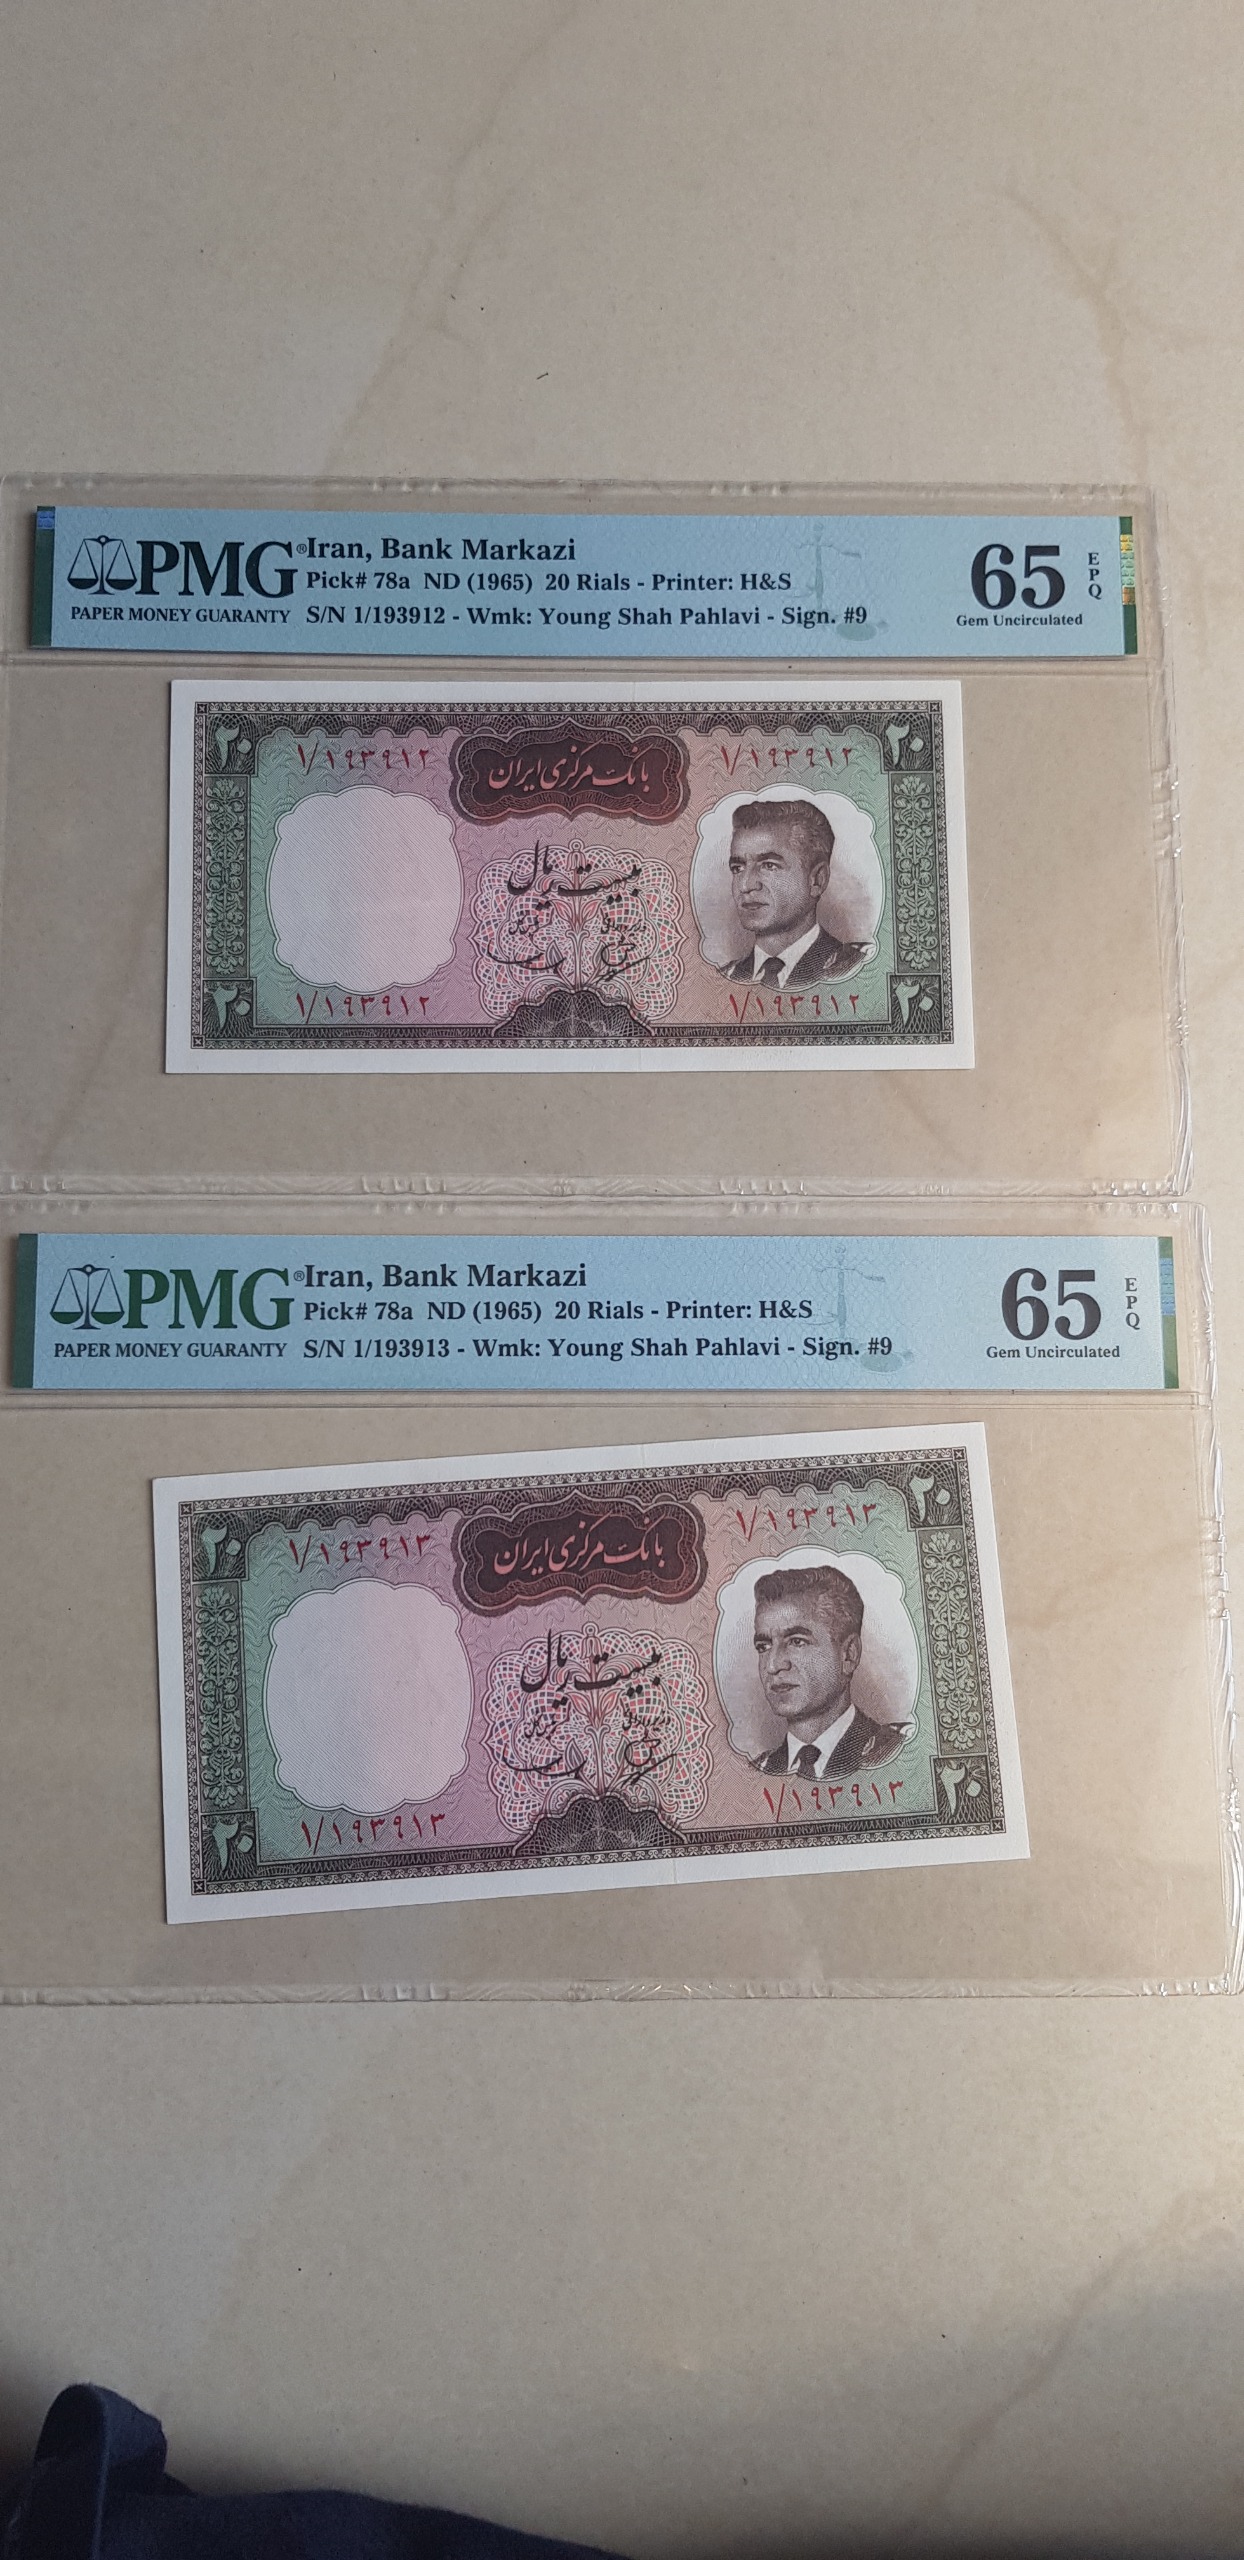 PMG® Iran, Bank Markazi
Pick# 78a ND (1965) 20 Rials - Printer: H&S
PAPER MONEY GUARANTY S/N 1/193912 - Wmk: Young Shah Pahlavi - Sign. #9
65 EPQ
Gem Uncirculated
۲۰ ۲۰
۱/۱۹۳۹۱۲ ۱/۱۹۳۹۱۲
بانک مرکزی ایران
بیست ریال
۱/۱۹۳۹۱۲ ۱/۱۹۳۹۱۲
۲۰ ۲۰
PMG® Iran, Bank Markazi
Pick# 78a ND (1965) 20 Rials - Printer: H&S
PAPER MONEY GUARANTY S/N 1/193913 - Wmk: Young Shah Pahlavi - Sign. #9
65 EPQ
Gem Uncirculated
۲۰ ۲۰
۱/۱۹۳۹۱۳ ۱/۱۹۳۹۱۳
بانک مرکزی ایران
بیست ریال
۱/۱۹۳۹۱۳ ۱/۱۹۳۹۱۳
۲۰ ۲۰